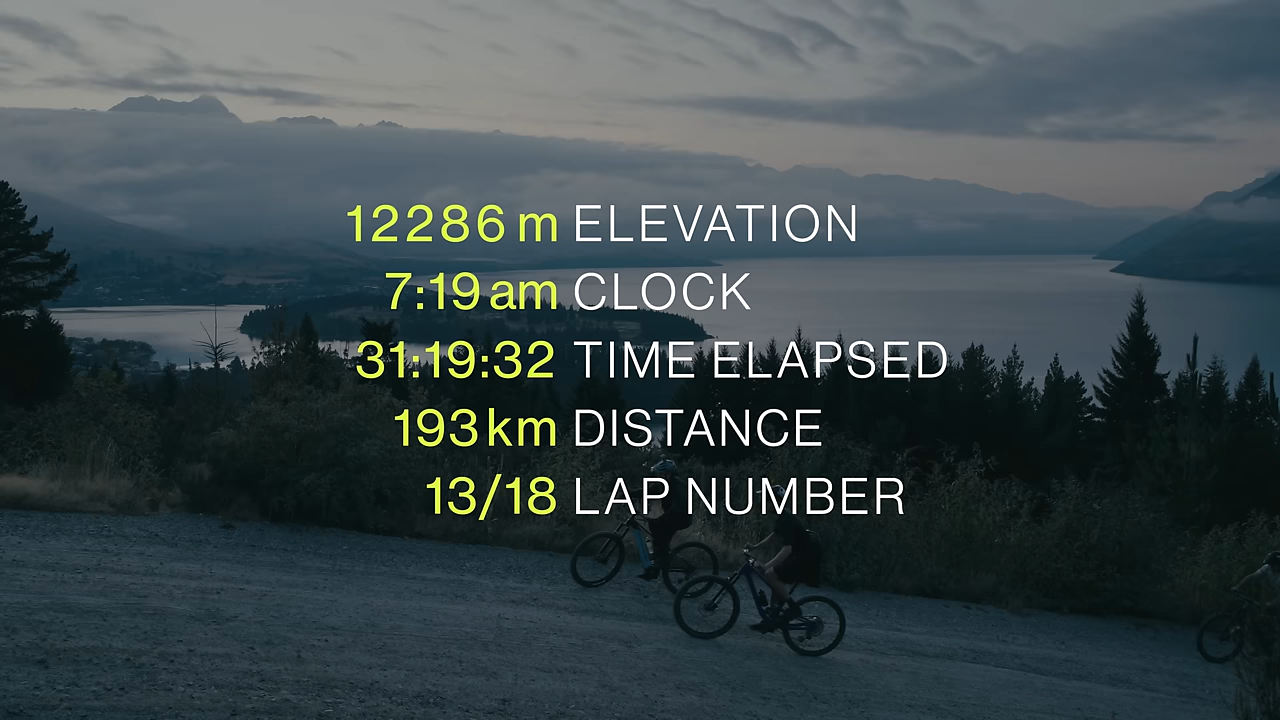 12286 m ELEVATION
7:19 am CLOCK
31:19:32 TIME ELAPSED
193 km DISTANCE
13/18 LAP NUMBER